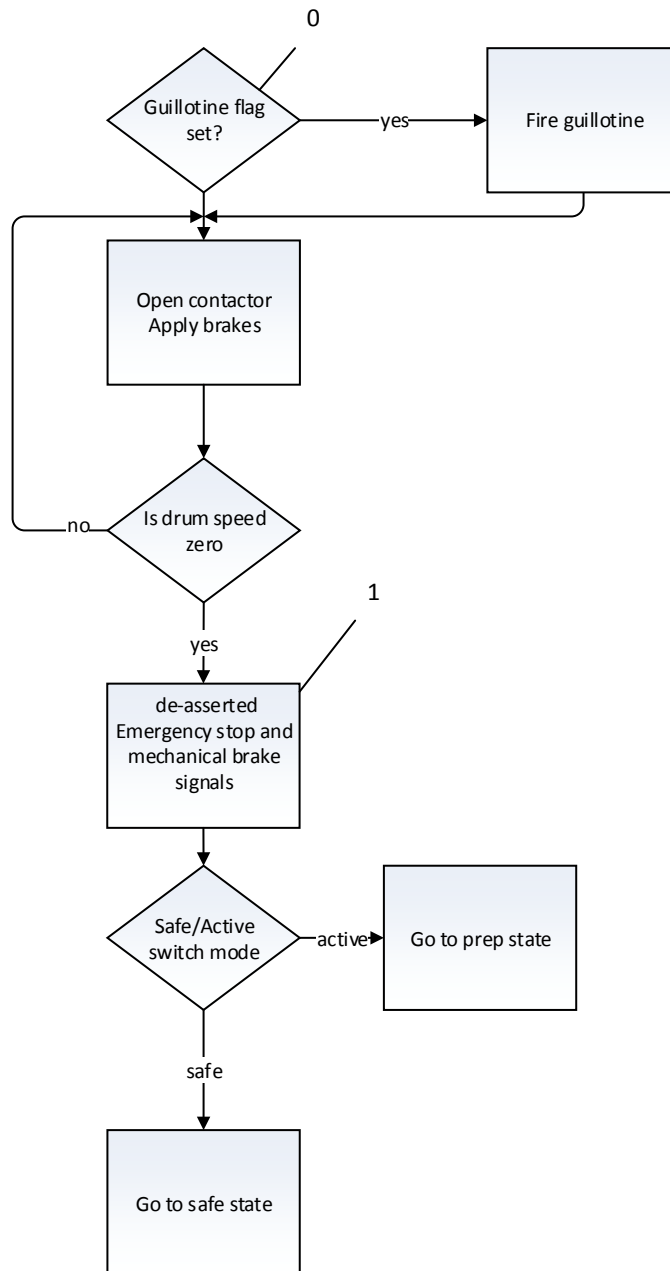 0
Guillotine flag
set?
yes
Fire guillotine
Open contactor
Apply brakes
Is drum speed
zero
no
1
yes
de-asserted
Emergency stop and
mechanical brake
signals
Safe/Active
switch mode
active
Go to prep state
safe
Go to safe state